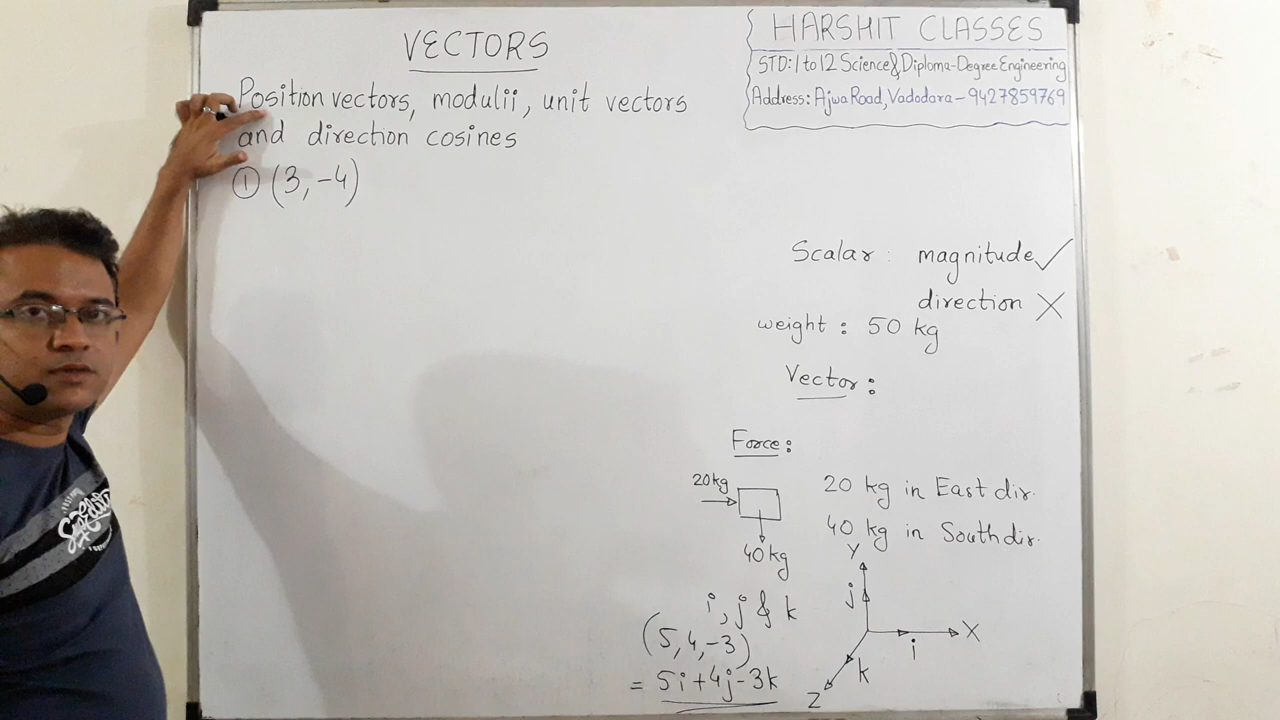 VECTORS
HARSHIT CLASSES
STD: 1 to 12 Science & Diploma-Degree Engineering
Address: Ajwa Road, Vadodara - 9427859769
Position vectors, modulii, unit vectors
and direction cosines
① (3, -4)
Scalar : magnitude ✓
direction ✗
weight : 50 kg
Vector :
Force :
20kg
20 kg in East dir.
40 kg in South dir.
40 kg
Y
j
i, j & k
X
i
(5, 4, -3)
k
= 5i + 4j - 3k
Z